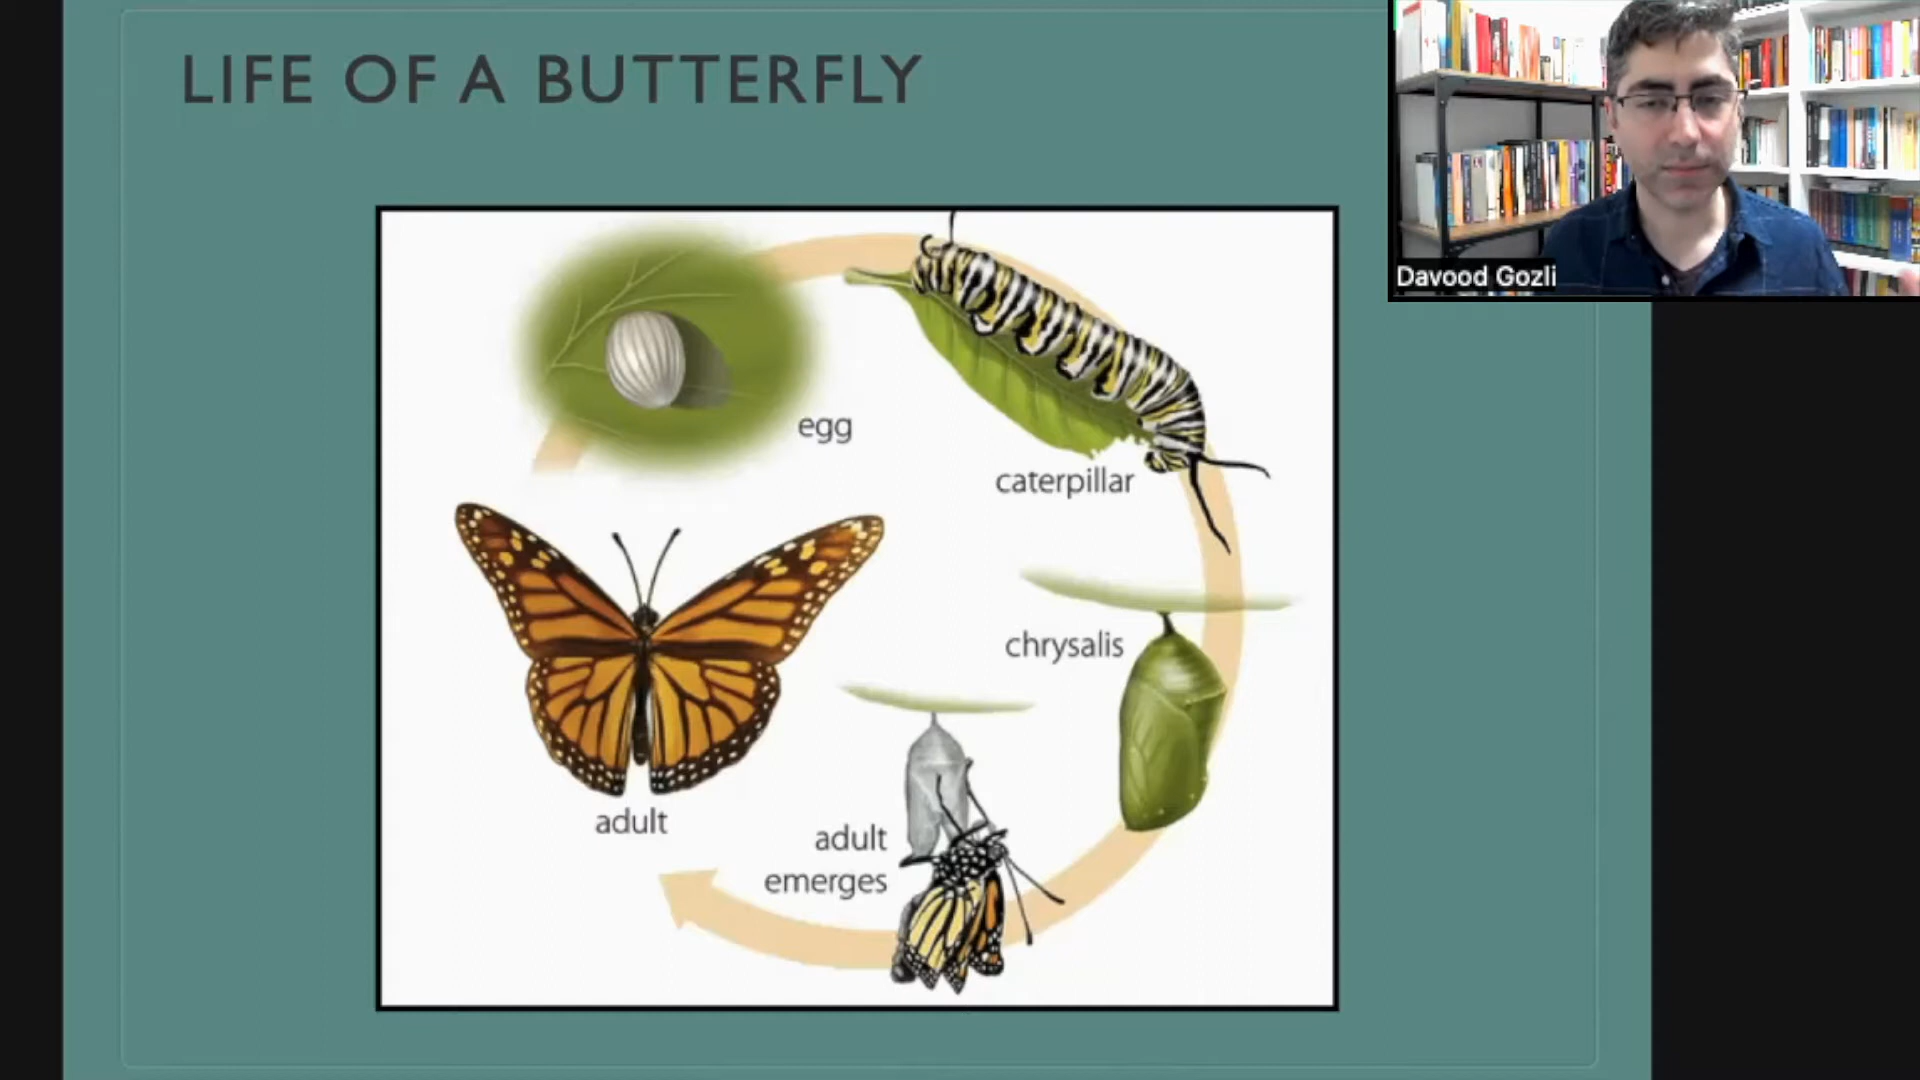 LIFE OF A BUTTERFLY
Davood Gozli
egg
caterpillar
chrysalis
adult
adult
emerges